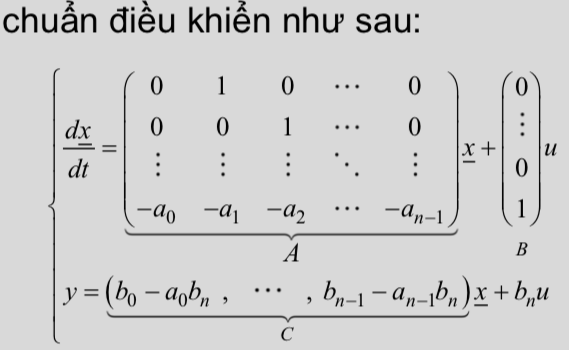 chuẩn điều khiển như sau:
dx/dt = ( 0 1 0 ⋯ 0
0 0 1 ⋯ 0
⋮ ⋮ ⋮ ⋱ ⋮
−a₀ −a₁ −a₂ ⋯ −aₙ₋₁ ) x + ( 0 ⋮ 0 1 ) u
A B
y = (b₀ − a₀bₙ , ⋯ , bₙ₋₁ − aₙ₋₁bₙ) x + bₙu
C